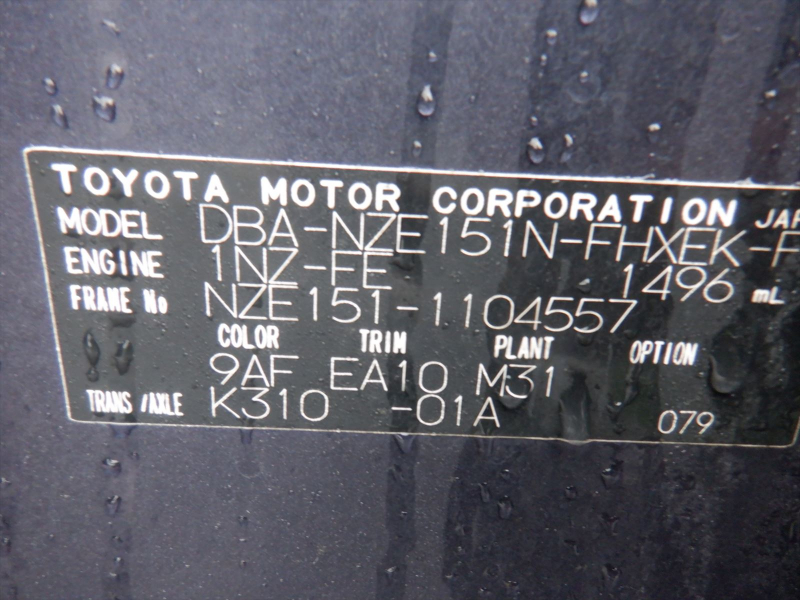 TOYOTA MOTOR CORPORATION JAP
MODEL DBA-NZE151N-FHXEK-F
ENGINE 1NZ-FE 1496 mL
FRAME No NZE151-1104557
COLOR TRIM PLANT OPTION
9AF EA10 M31
TRANS/AXLE K310 -01A 079